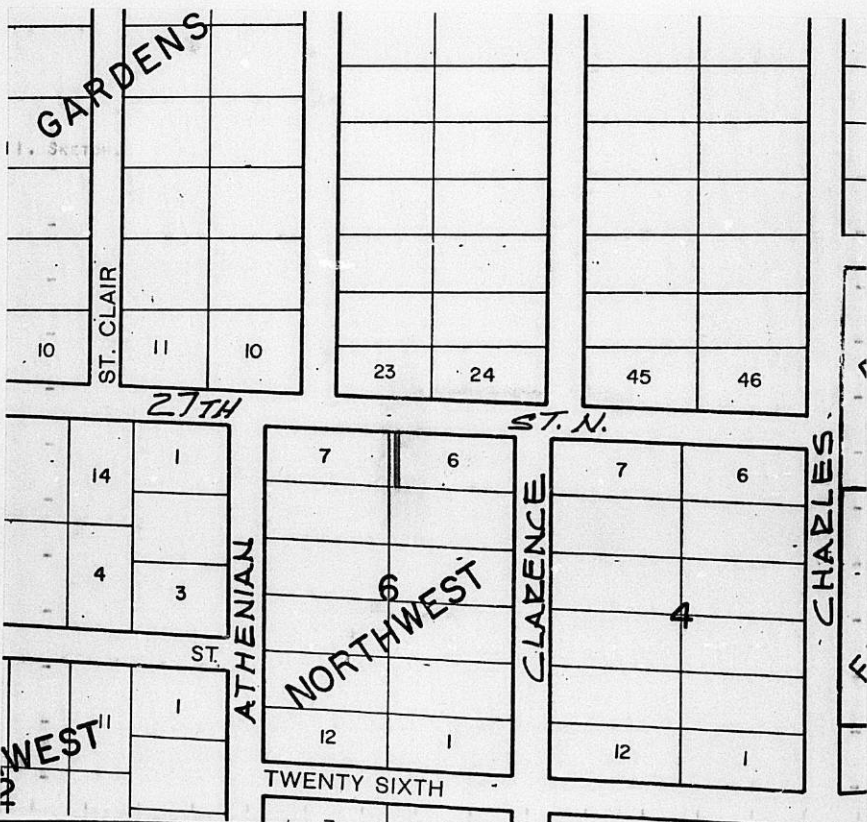 GARDENS
ST. CLAIR
10
11
10
23
24
45
46
27TH
ST. N.
14
1
7
6
7
6
4
3
ATHENIAN
6
NORTHWEST
CLARENCE
4
CHARLES
ST.
12
1
12
1
WEST
11
1
TWENTY SIXTH